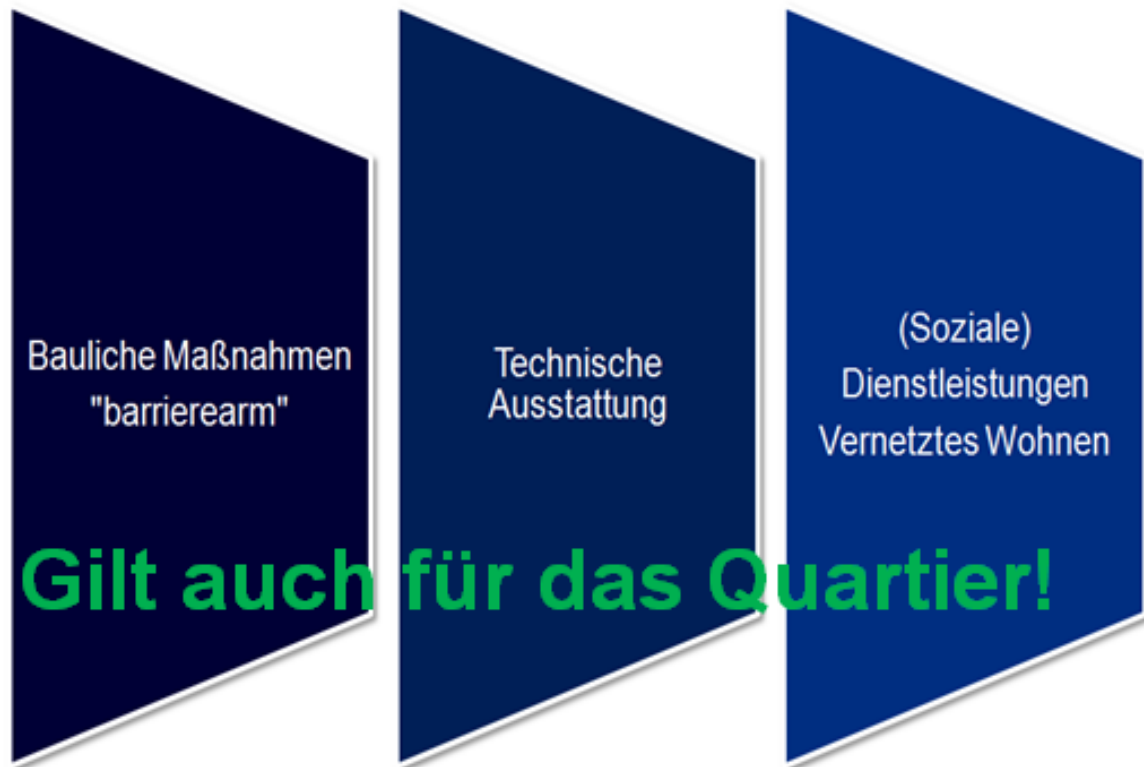 Bauliche Maßnahmen
"barrierearm"
Technische
Ausstattung
(Soziale)
Dienstleistungen
Vernetztes Wohnen
Gilt auch für das Quartier!